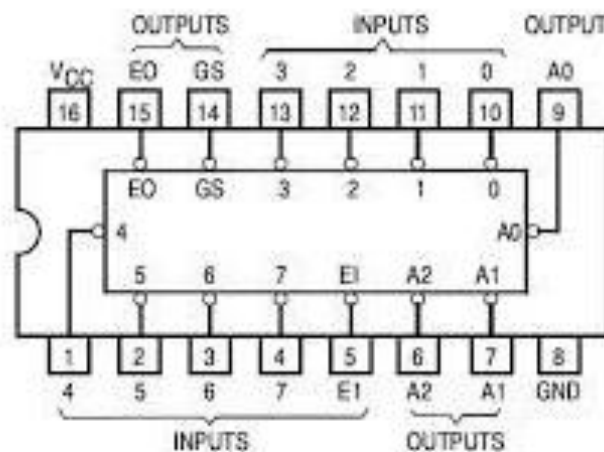 OUTPUTS INPUTS OUTPUT
VCC EO GS 3 2 1 0 A0
16 15 14 13 12 11 10 9
EO GS 3 2 1 0
4 A0
5 6 7 EI A2 A1
1 2 3 4 5 6 7 8
4 5 6 7 E1 A2 A1 GND
INPUTS OUTPUTS